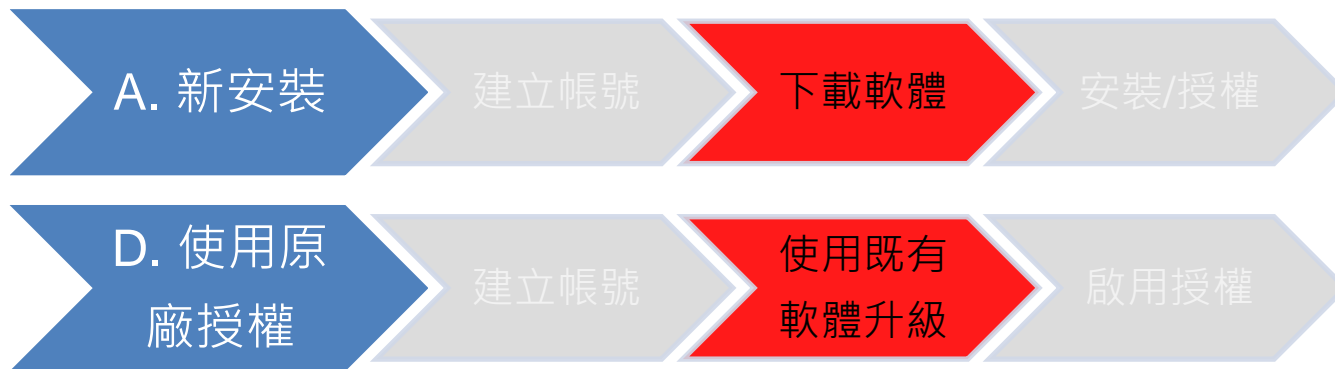 A. 新安裝
建立帳號
下載軟體
安裝/授權
D. 使用原
廠授權
建立帳號
使用既有
軟體升級
啟用授權